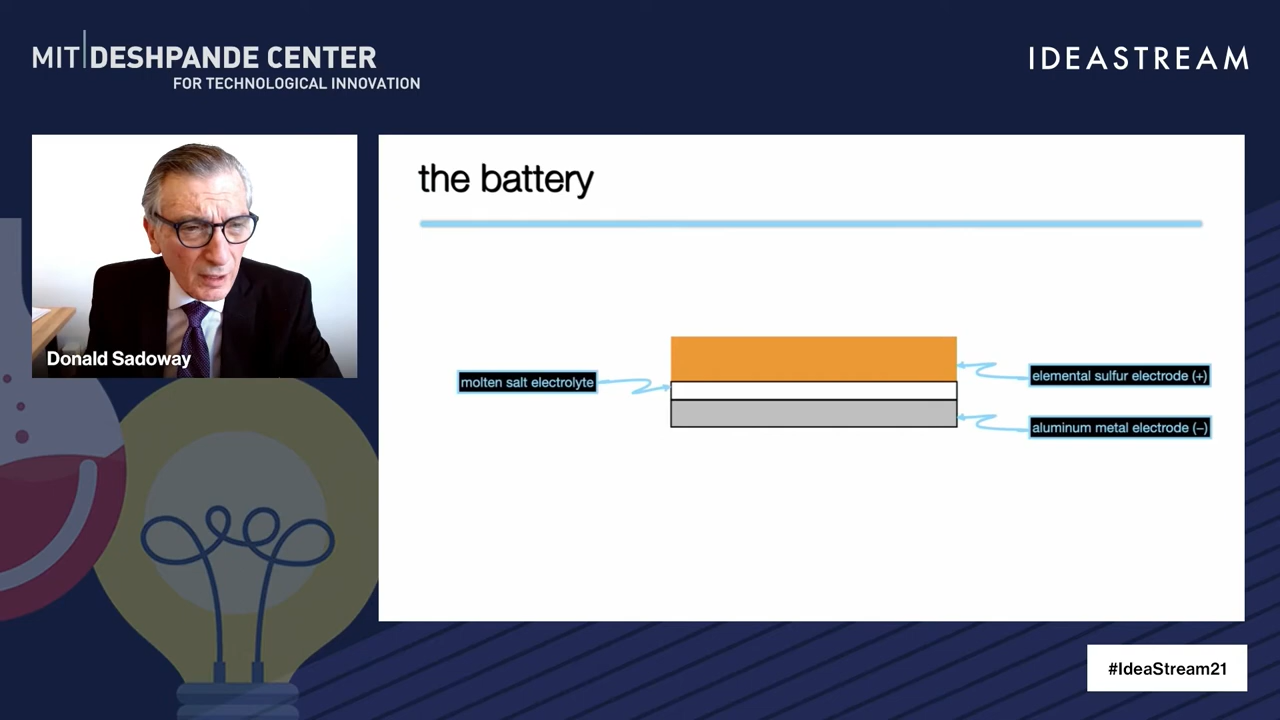 MIT DESHPANDE CENTER
FOR TECHNOLOGICAL INNOVATION
IDEASTREAM
Donald Sadoway
the battery
molten salt electrolyte
elemental sulfur electrode (+)
aluminum metal electrode (–)
#IdeaStream21